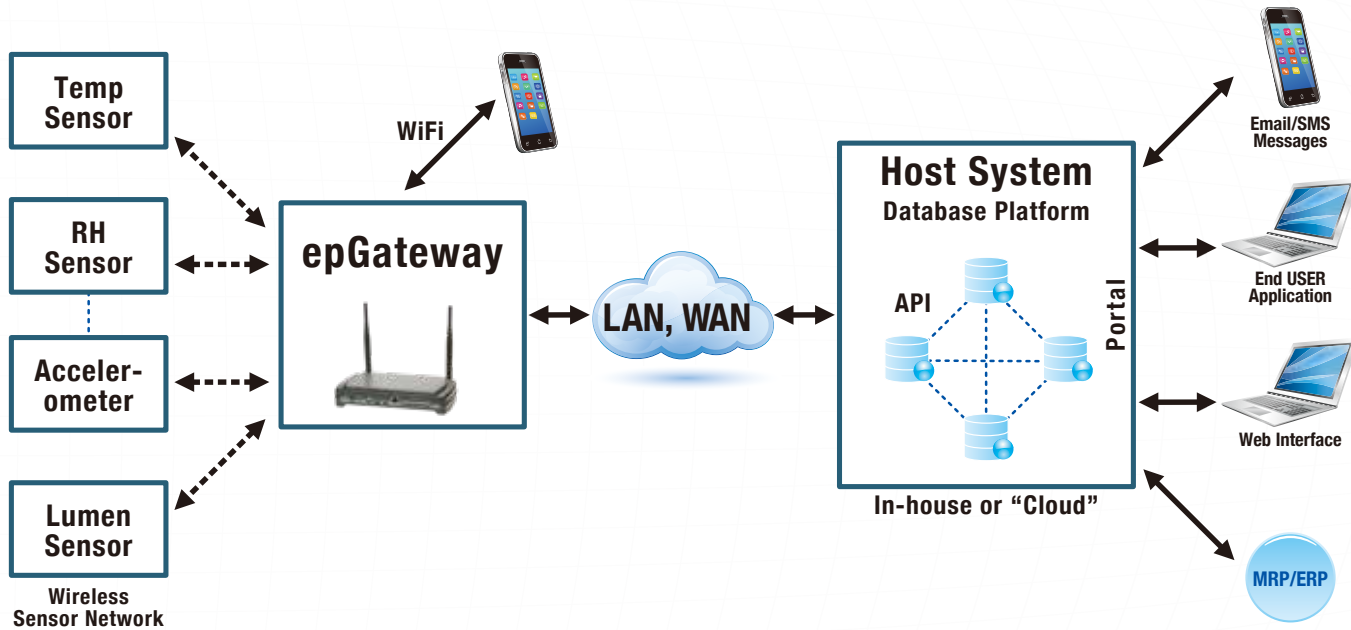 Temp
Sensor
RH
Sensor
Acceler-
ometer
Lumen
Sensor
Wireless
Sensor Network
WiFi
epGateway
LAN, WAN
Host System
Database Platform
API
Portal
In-house or “Cloud”
Email/SMS
Messages
End USER
Application
Web Interface
MRP/ERP